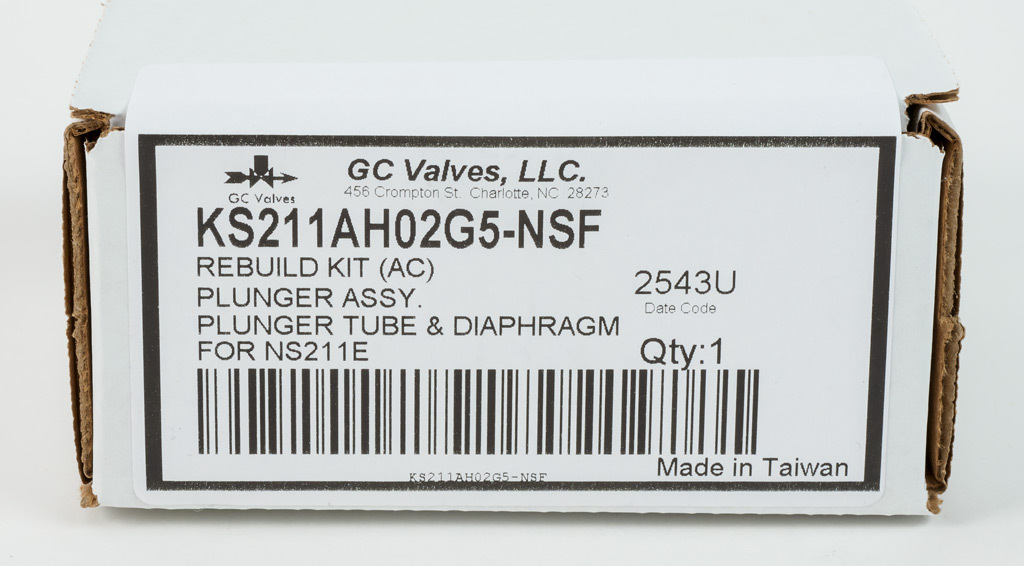 GC Valves, LLC.
456 Crompton St. Charlotte, NC 28273
GC Valves
KS211AH02G5-NSF
REBUILD KIT (AC)
PLUNGER ASSY.
PLUNGER TUBE & DIAPHRAGM
FOR NS211E
2543U
Date Code
Qty:1
Made in Taiwan
KS211AH02G5-NSF